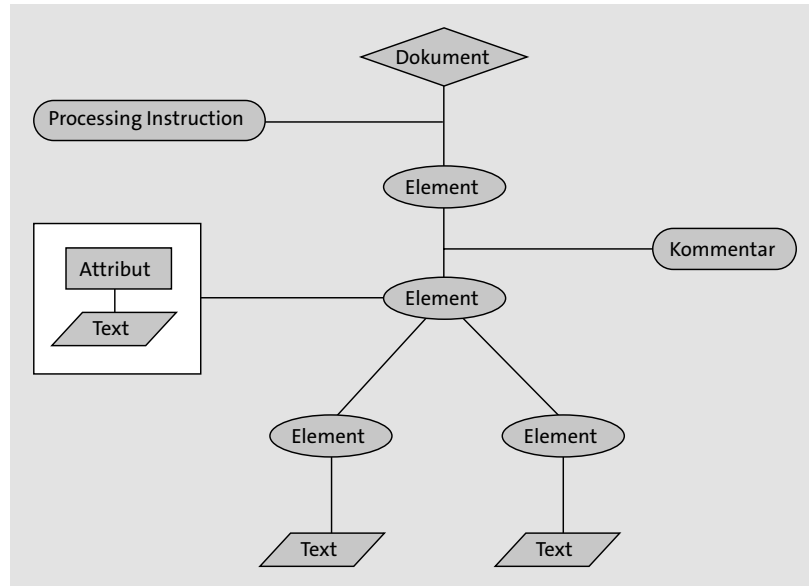 Dokument
Processing Instruction
Element
Kommentar
Attribut
Element
Text
Element
Element
Text
Text